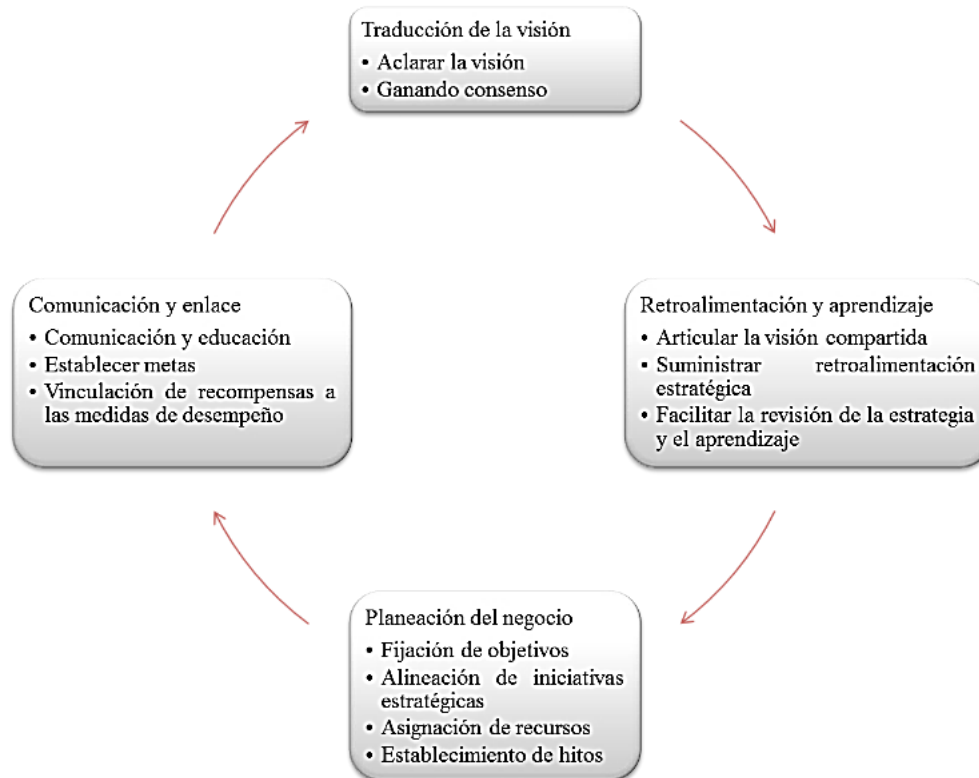 Traducción de la visión
• Aclarar la visión
• Ganando consenso
Retroalimentación y aprendizaje
• Articular la visión compartida
• Suministrar retroalimentación
estratégica
• Facilitar la revisión de la estrategia
y el aprendizaje
Planeación del negocio
• Fijación de objetivos
• Alineación de iniciativas
estratégicas
• Asignación de recursos
• Establecimiento de hitos
Comunicación y enlace
• Comunicación y educación
• Establecer metas
• Vinculación de recompensas a
las medidas de desempeño